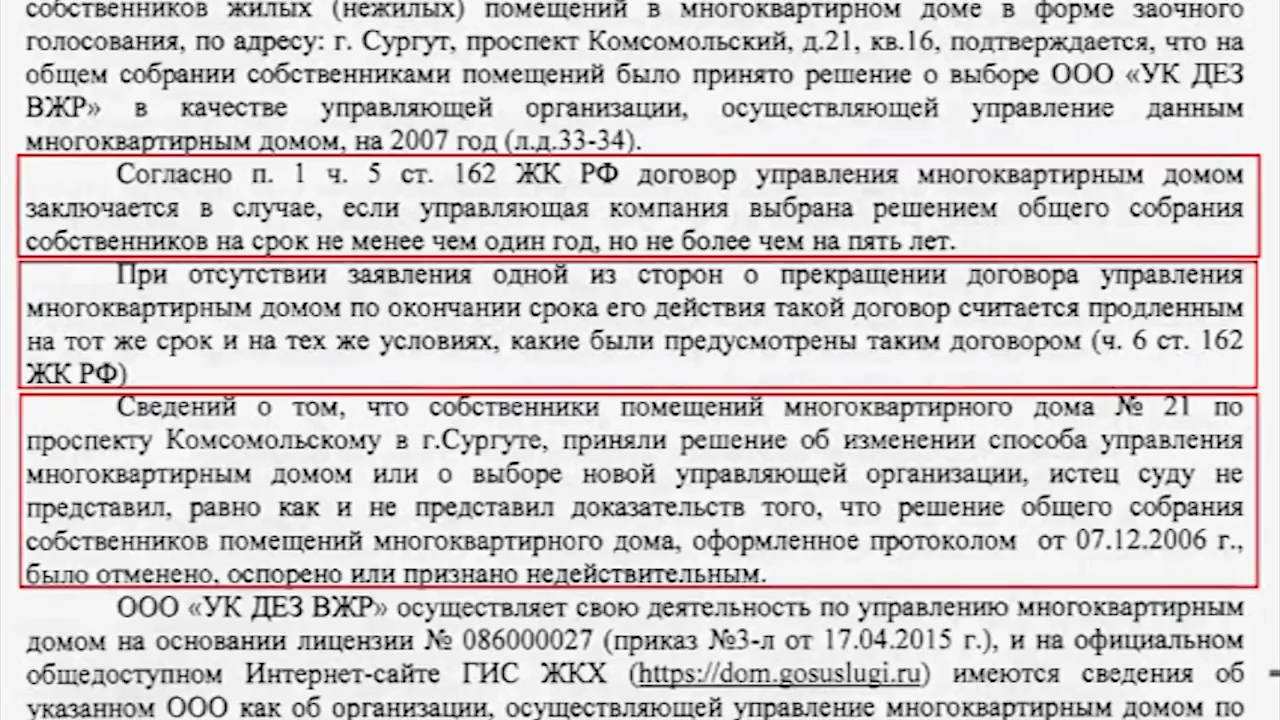 собственников жилых (нежилых) помещений в многоквартирном доме в форме заочного
голосования, по адресу: г. Сургут, проспект Комсомольский, д.21, кв.16, подтверждается, что на
общем собрании собственниками помещений было принято решение о выборе ООО «УК ДЕЗ
ВЖР» в качестве управляющей организации, осуществляющей управление данным
многоквартирным домом, на 2007 год (л.д.33-34).
Согласно п. 1 ч. 5 ст. 162 ЖК РФ договор управления многоквартирным домом
заключается в случае, если управляющая компания выбрана решением общего собрания
собственников на срок не менее чем один год, но не более чем на пять лет.
При отсутствии заявления одной из сторон о прекращении договора управления
многоквартирным домом по окончании срока его действия такой договор считается продленным
на тот же срок и на тех же условиях, какие были предусмотрены таким договором (ч. 6 ст. 162
ЖК РФ)
Сведений о том, что собственники помещений многоквартирного дома № 21 по
проспекту Комсомольскому в г.Сургуте, приняли решение об изменении способа управления
многоквартирным домом или о выборе новой управляющей организации, истец суду не
представил, равно как и не представил доказательств того, что решение общего собрания
собственников помещений многоквартирного дома, оформленное протоколом от 07.12.2006 г.,
было отменено, оспорено или признано недействительным.
ООО «УК ДЕЗ ВЖР» осуществляет свою деятельность по управлению многоквартирным
домом на основании лицензии № 086000027 (приказ №3-л от 17.04.2015 г.), и на официальном
общедоступном Интернет-сайте ГИС ЖКХ (https://dom.gosuslugi.ru) имеются сведения об
указанном ООО как об организации, осуществляющей управление многоквартирным домом по